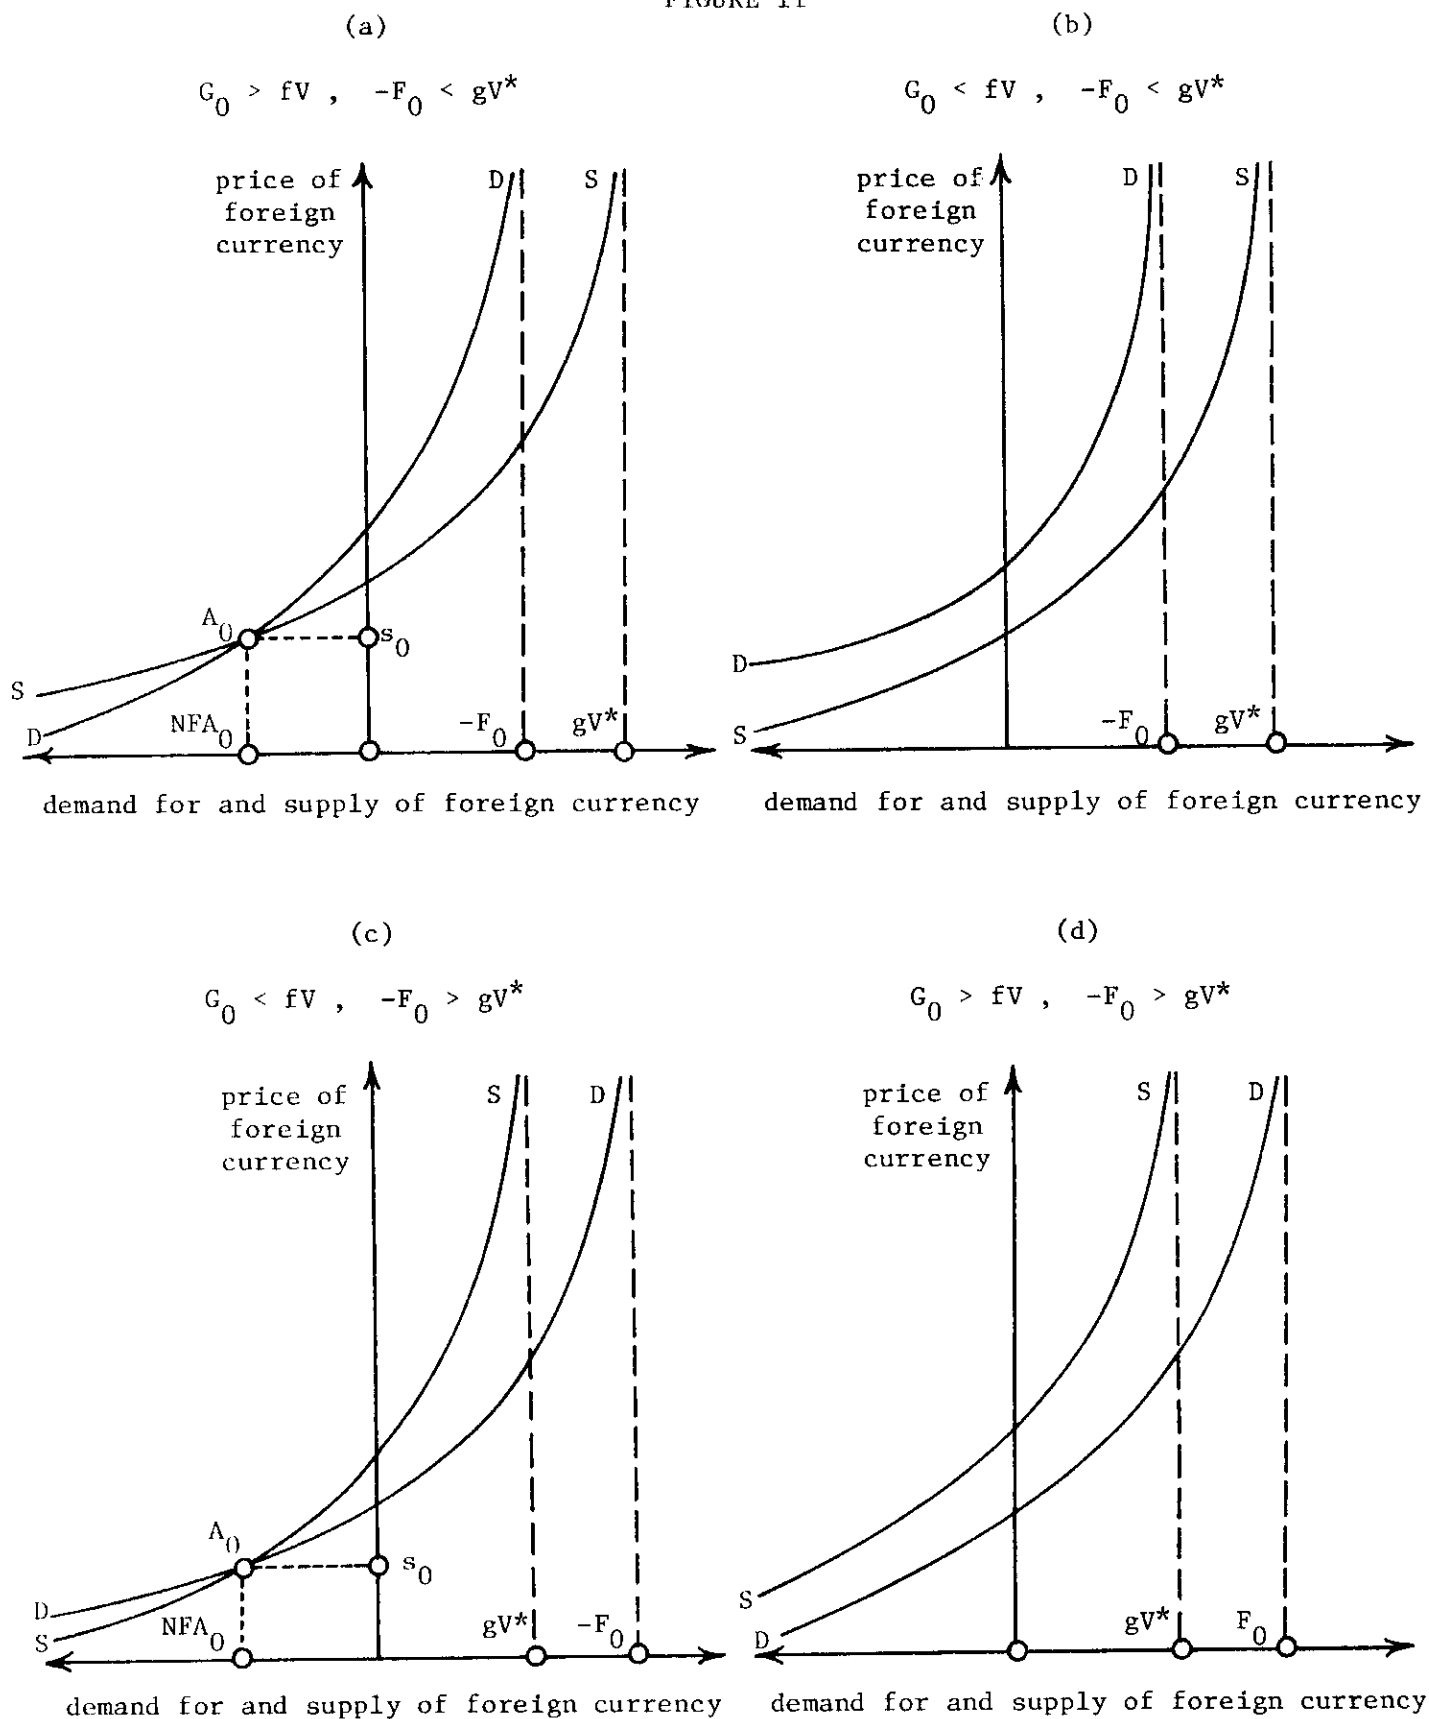 FIGURE 11
(a)
G0 > fV , -F0 < gV*
price of
foreign
currency
D
S
A0
s0
S
D
NFA0
-F0
gV*
demand for and supply of foreign currency
(b)
G0 < fV , -F0 < gV*
price of
foreign
currency
D
S
D
S
-F0
gV*
demand for and supply of foreign currency
(c)
G0 < fV , -F0 > gV*
price of
foreign
currency
S
D
A0
s0
D
S
NFA0
gV*
-F0
demand for and supply of foreign currency
(d)
G0 > fV , -F0 > gV*
price of
foreign
currency
S
D
S
D
gV*
F0
demand for and supply of foreign currency